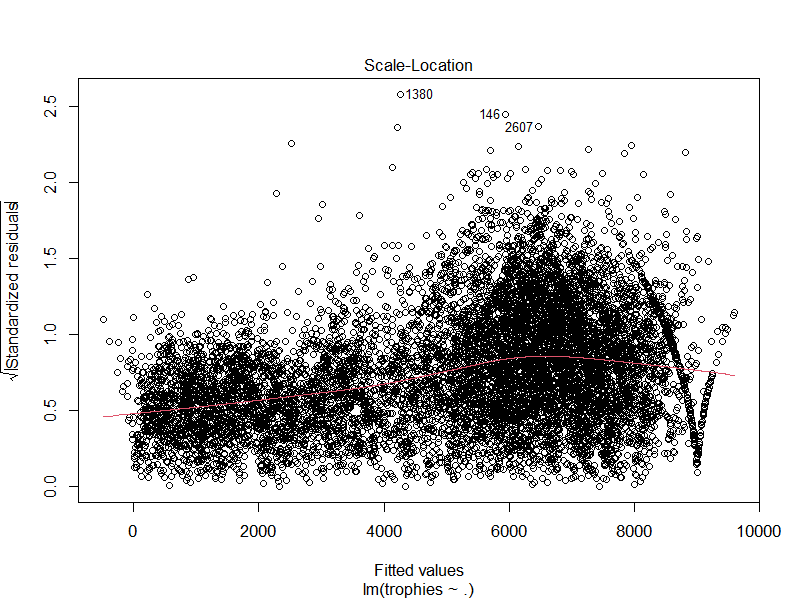 Scale-Location
√|Standardized residuals|
2.5
2.0
1.5
1.0
0.5
0.0
1380
146
2607
0 2000 4000 6000 8000 10000
Fitted values
lm(trophies ~ .)